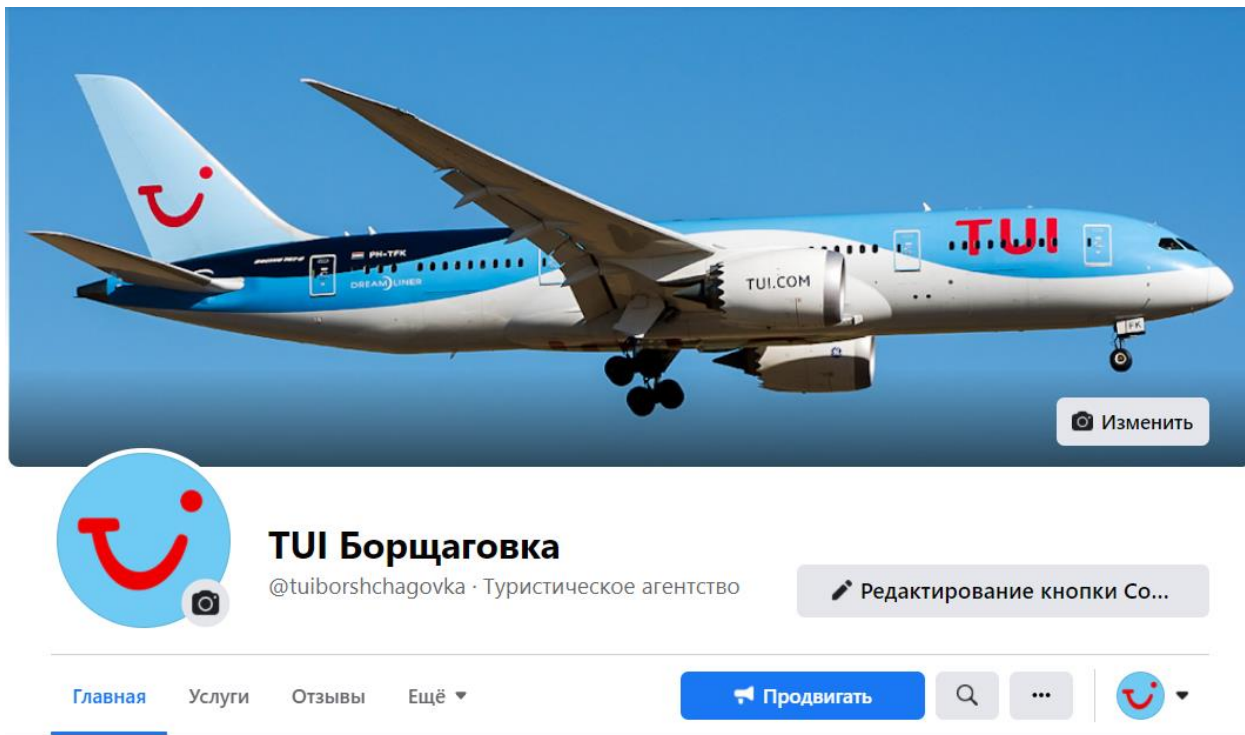 TUI
PH-TFK
DREAMLINER
TUI.COM
FK
Изменить
TUI Борщаговка
@tuiborshchagovka · Туристическое агентство
Редактирование кнопки Со...
Главная Услуги Отзывы Ещё
Продвигать